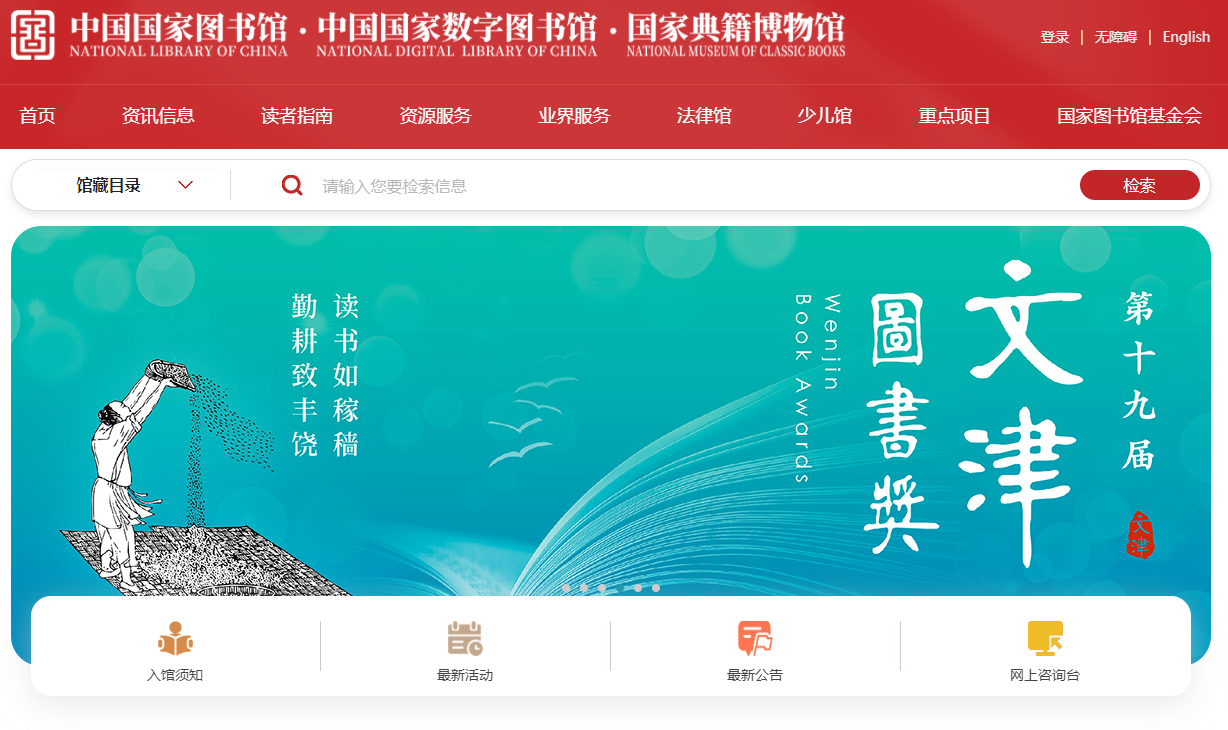 中国国家图书馆·中国国家数字图书馆·国家典籍博物馆
NATIONAL LIBRARY OF CHINA NATIONAL DIGITAL LIBRARY OF CHINA NATIONAL MUSEUM OF CLASSIC BOOKS
登录 | 无障碍 | English
首页 资讯信息 读者指南 资源服务 业界服务 法律馆 少儿馆 重点项目 国家图书馆基金会
馆藏目录 请输入您要检索信息 检索
第十九届
文津
圖書獎
Wenjin
Book Awards
文津
读书如稼穑
勤耕致丰饶
入馆须知 最新活动 最新公告 网上咨询台